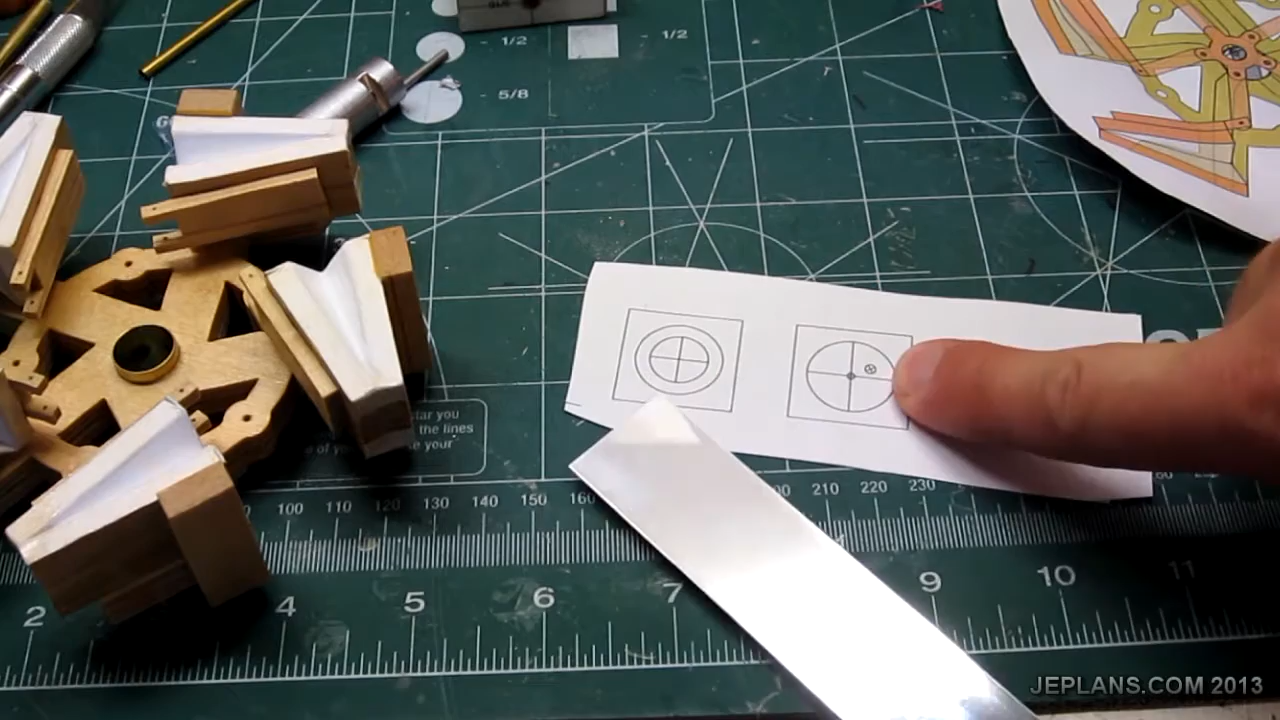 - 1/2
- 1/2
- 5/8
star you
the lines
e your
100 110 120 130 140 150 160 210 220 230
2 4 5 6 7 9 10 11
JEPLANS.COM 2013